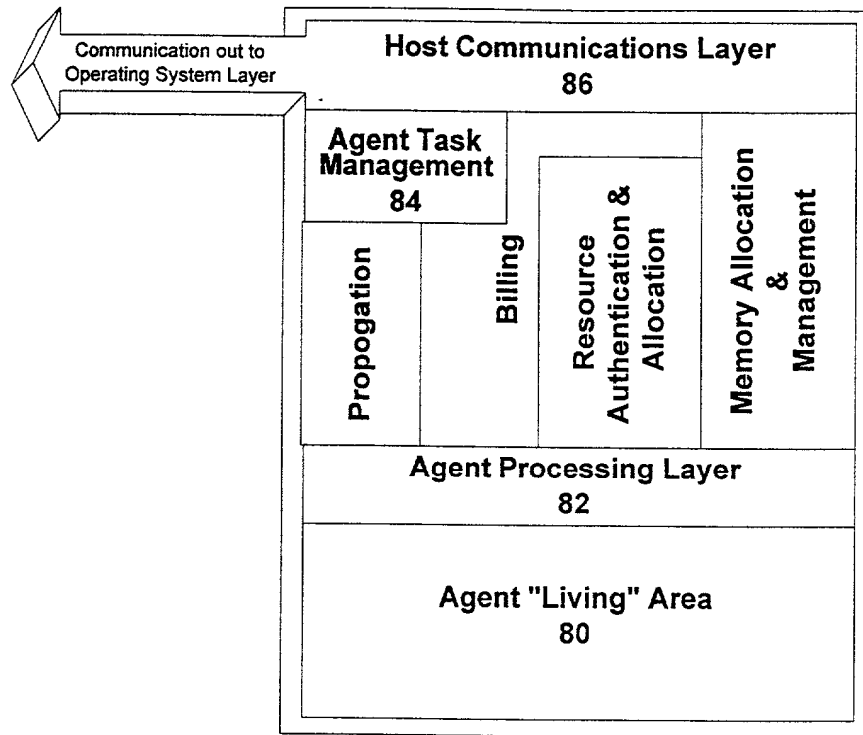 Communication out to
Operating System Layer
Host Communications Layer
86
Agent Task
Management
84
Propogation
Billing
Resource
Authentication &
Allocation
Memory Allocation
&
Management
Agent Processing Layer
82
Agent "Living" Area
80